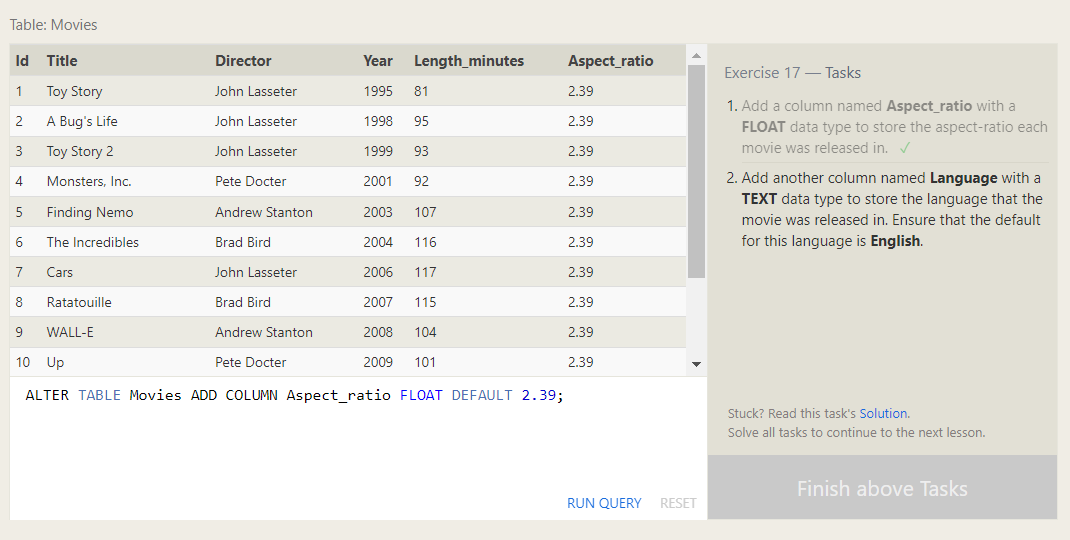 Table: Movies
Id Title Director Year Length_minutes Aspect_ratio
1 Toy Story John Lasseter 1995 81 2.39
2 A Bug's Life John Lasseter 1998 95 2.39
3 Toy Story 2 John Lasseter 1999 93 2.39
4 Monsters, Inc. Pete Docter 2001 92 2.39
5 Finding Nemo Andrew Stanton 2003 107 2.39
6 The Incredibles Brad Bird 2004 116 2.39
7 Cars John Lasseter 2006 117 2.39
8 Ratatouille Brad Bird 2007 115 2.39
9 WALL-E Andrew Stanton 2008 104 2.39
10 Up Pete Docter 2009 101 2.39
ALTER TABLE Movies ADD COLUMN Aspect_ratio FLOAT DEFAULT 2.39;
RUN QUERY RESET
Exercise 17 — Tasks
1. Add a column named Aspect_ratio with a
FLOAT data type to store the aspect-ratio each
movie was released in. ✓
2. Add another column named Language with a
TEXT data type to store the language that the
movie was released in. Ensure that the default
for this language is English.
Stuck? Read this task's Solution.
Solve all tasks to continue to the next lesson.
Finish above Tasks